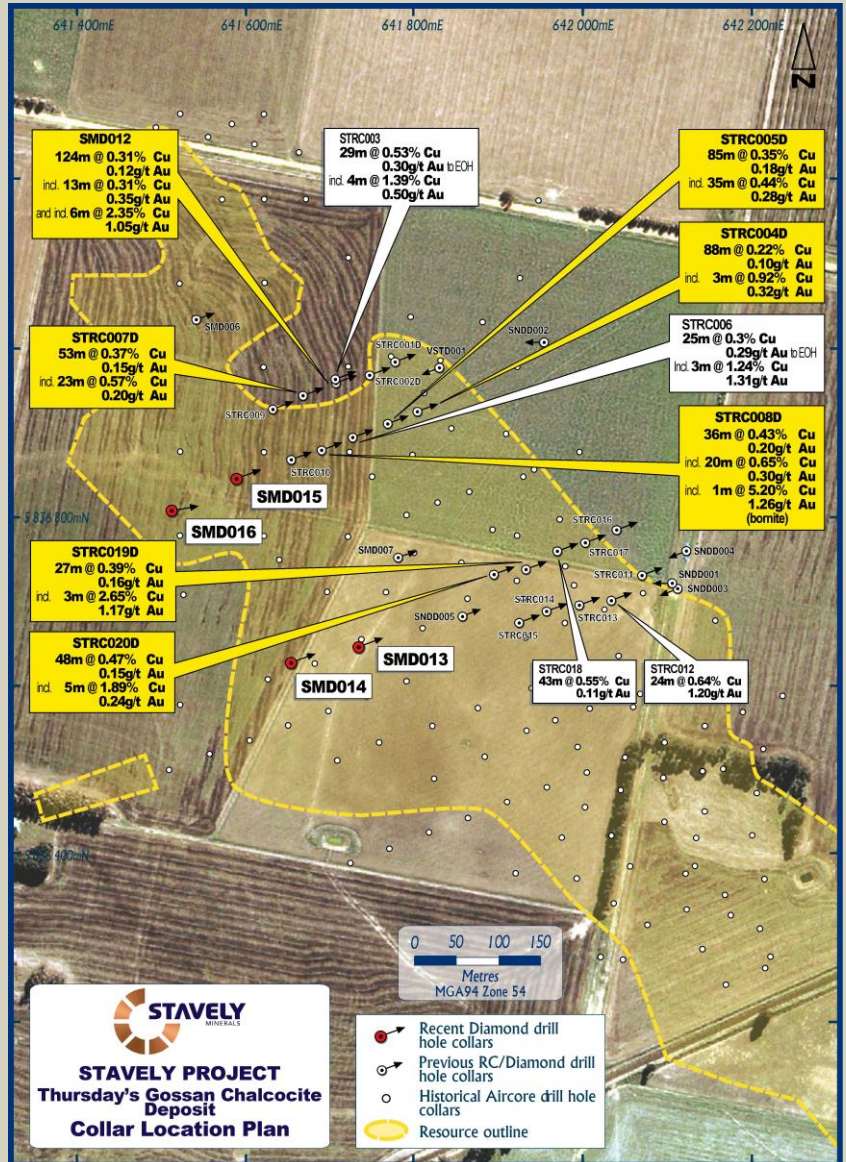 641 400mE
641 600mE
641 800mE
642 000mE
642 200mE
N
SMD012
124m @ 0.31% Cu
0.12g/t Au
incl. 13m @ 0.31% Cu
0.35g/t Au
and incl. 6m @ 2.35% Cu
1.05g/t Au
STRC003
29m @ 0.53% Cu
0.30g/t Au to EOH
incl. 4m @ 1.39% Cu
0.50g/t Au
STRC005D
85m @ 0.35% Cu
0.18g/t Au
incl. 35m @ 0.44% Cu
0.28g/t Au
STRC004D
88m @ 0.22% Cu
0.10g/t Au
incl. 3m @ 0.92% Cu
0.32g/t Au
STRC006
25m @ 0.3% Cu
0.29g/t Au to EOH
Incl. 3m @ 1.24% Cu
1.31g/t Au
STRC007D
53m @ 0.37% Cu
0.15g/t Au
incl. 23m @ 0.57% Cu
0.20g/t Au
STRC008D
36m @ 0.43% Cu
0.20g/t Au
incl. 20m @ 0.65% Cu
0.30g/t Au
incl. 1m @ 5.20% Cu
1.26g/t Au
(bornite)
SMD006
STRC001D
VSTD001
SNDD002
STRC002D
STRC009
STRC010
SMD015
SMD016
5 836 800mN
STRC019D
27m @ 0.39% Cu
0.16g/t Au
incl. 3m @ 2.65% Cu
1.17g/t Au
STRC020D
48m @ 0.47% Cu
0.15g/t Au
incl. 5m @ 1.89% Cu
0.24g/t Au
SMD007
STRC016
STRC017
SNDD004
STRC011
SNDD001
SNDD003
SNDD005
STRC014
STRC013
STRC015
SMD013
SMD014
STRC018
43m @ 0.55% Cu
0.11g/t Au
STRC012
24m @ 0.64% Cu
1.20g/t Au
5 836 400mN
0 50 100 150
Metres
MGA94 Zone 54
STAVELY
MINERALS
STAVELY PROJECT
Thursday's Gossan Chalcocite
Deposit
Collar Location Plan
Recent Diamond drill
hole collars
Previous RC/Diamond drill
hole collars
Historical Aircore drill hole
collars
Resource outline